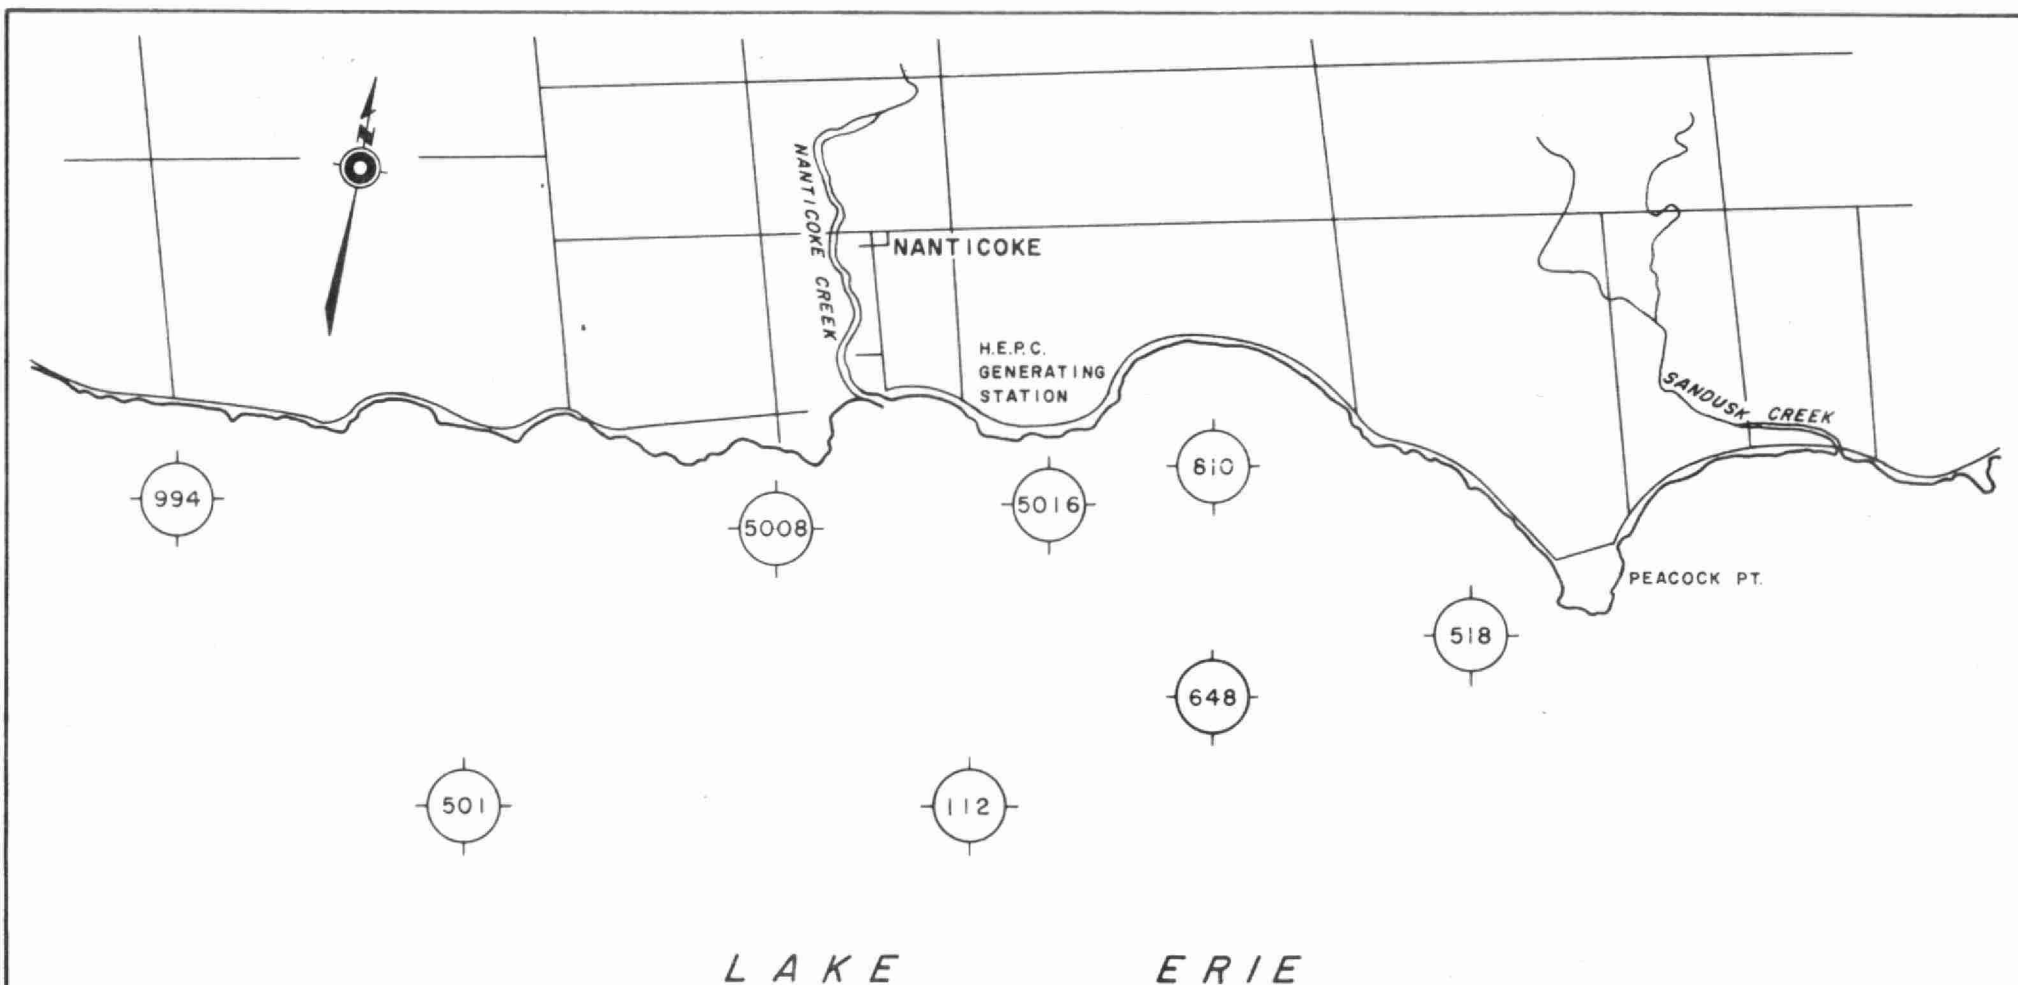 N
NANTICOKE CREEK
NANTICOKE
H.E.P.C.
GENERATING
STATION
SANDUSK CREEK
PEACOCK PT.
994
5008
5016
810
518
648
501
112
LAKE ERIE